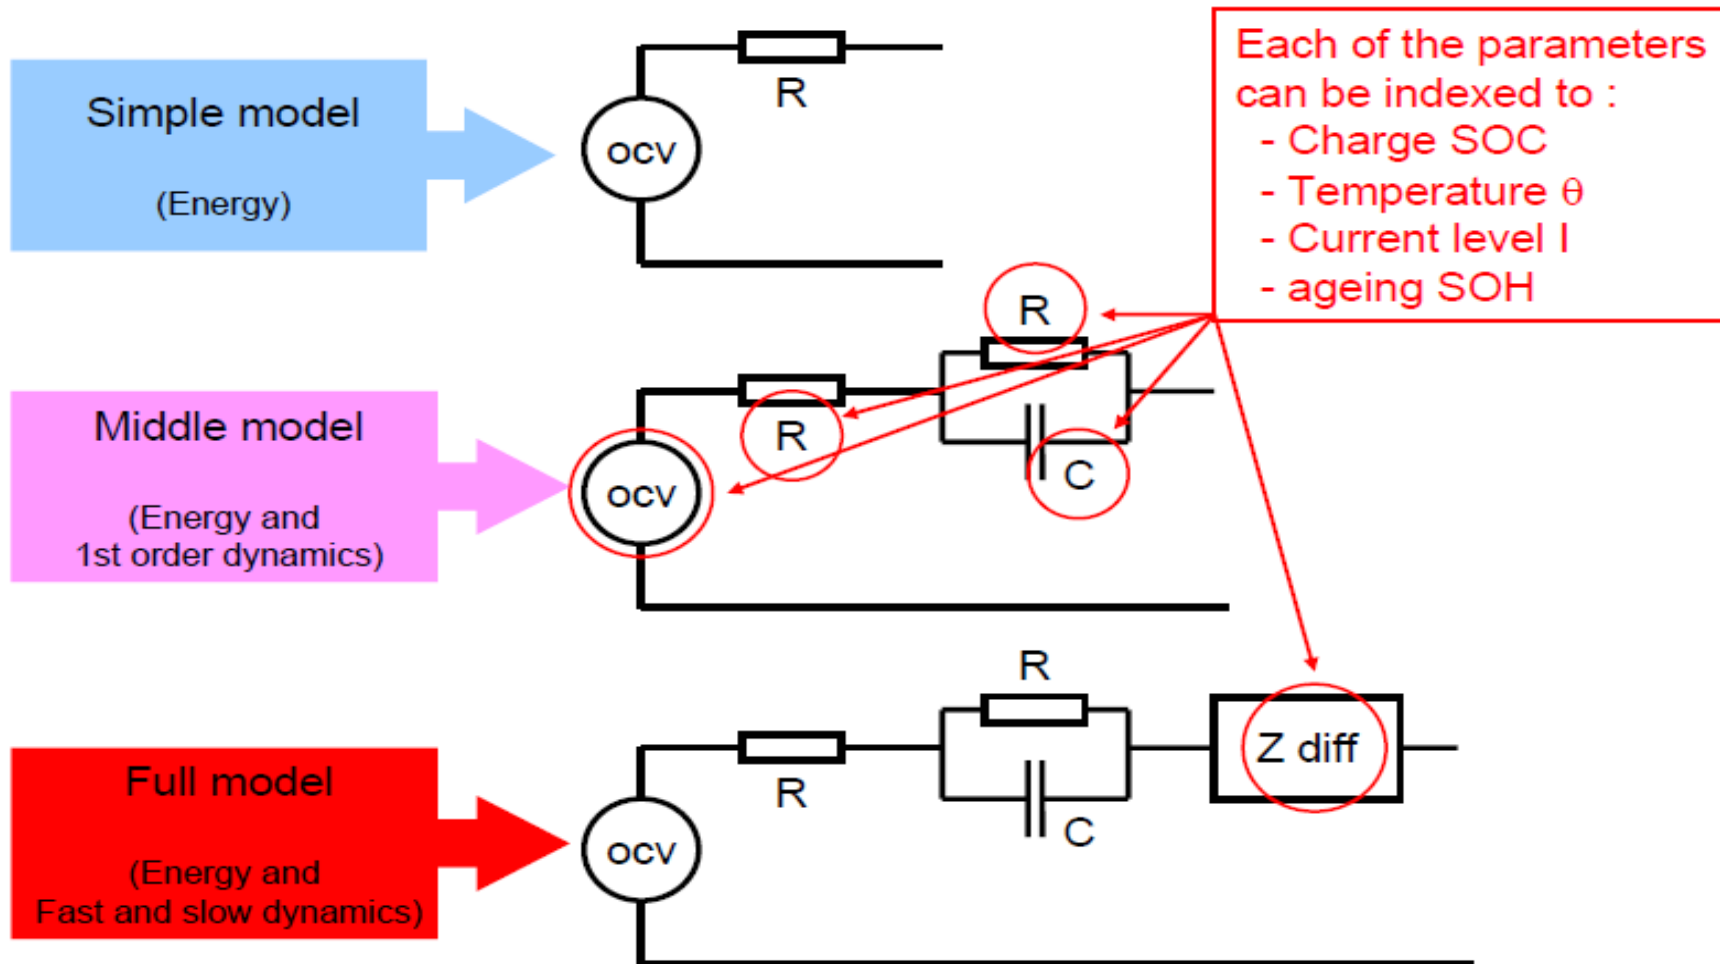 Simple model
(Energy)
R
ocv
Each of the parameters
can be indexed to :
- Charge SOC
- Temperature θ
- Current level I
- ageing SOH
Middle model
(Energy and
1st order dynamics)
R
R
ocv
C
Full model
(Energy and
Fast and slow dynamics)
R
R
ocv
C
Z diff